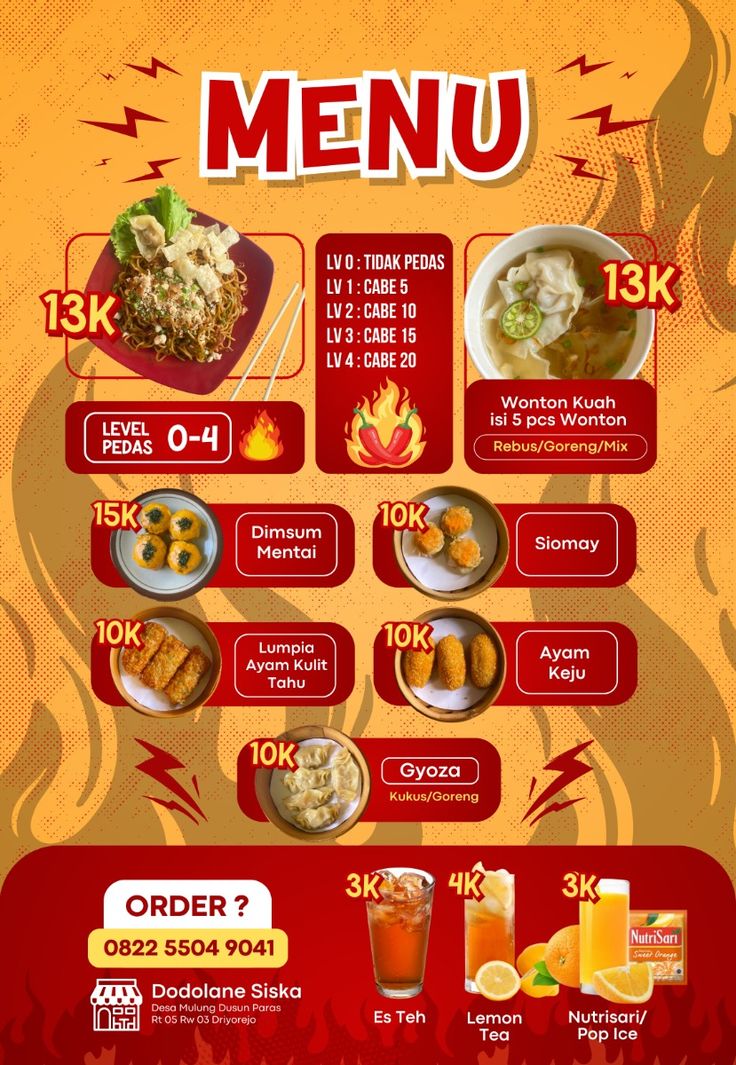 MENU
13K
LEVEL
PEDAS 0-4
LV 0 : TIDAK PEDAS
LV 1 : CABE 5
LV 2 : CABE 10
LV 3 : CABE 15
LV 4 : CABE 20
13K
Wonton Kuah
isi 5 pcs Wonton
Rebus/Goreng/Mix
15K
Dimsum
Mentai
10K
Siomay
10K
Lumpia
Ayam Kulit
Tahu
10K
Ayam
Keju
10K
Gyoza
Kukus/Goreng
ORDER ?
0822 5504 9041
Dodolane Siska
Desa Mulung Dusun Paras
Rt 05 Rw 03 Driyorejo
3K
Es Teh
4K
Lemon
Tea
3K
NutriSari
Sweet Orange
Nutrisari/
Pop Ice